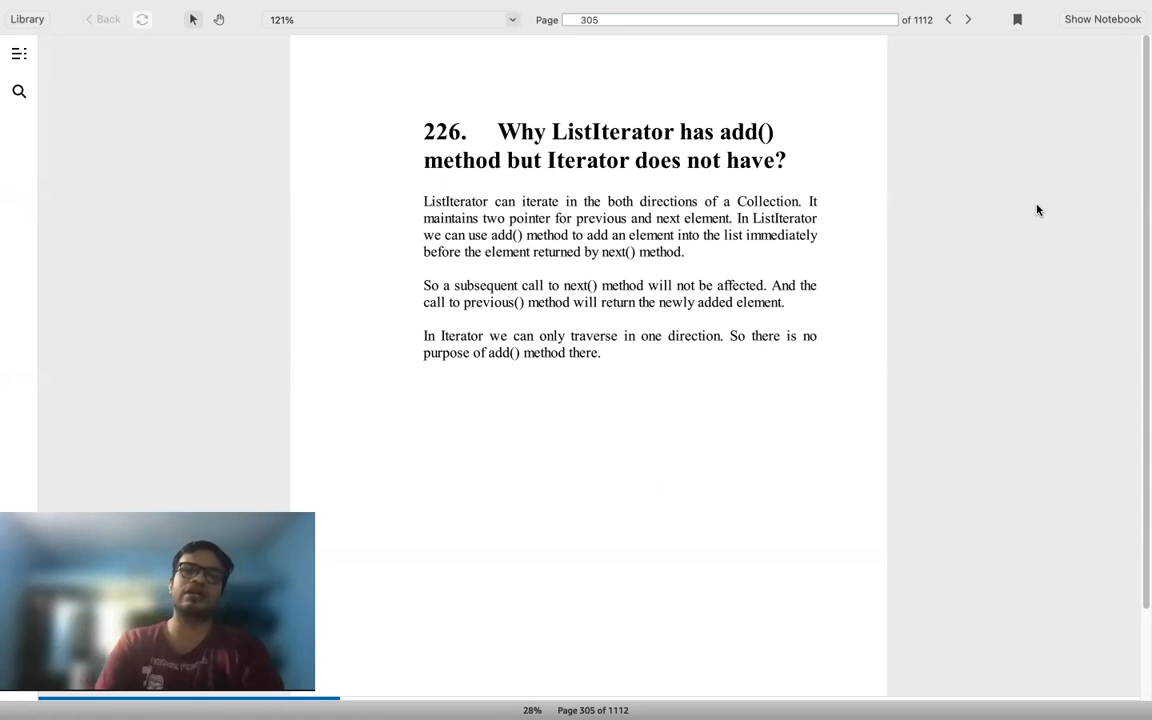 Library
Back
121%
Page 305 of 1112
Show Notebook
226. Why ListIterator has add()
method but Iterator does not have?
ListIterator can iterate in the both directions of a Collection. It
maintains two pointer for previous and next element. In ListIterator
we can use add() method to add an element into the list immediately
before the element returned by next() method.
So a subsequent call to next() method will not be affected. And the
call to previous() method will return the newly added element.
In Iterator we can only traverse in one direction. So there is no
purpose of add() method there.
28% Page 305 of 1112